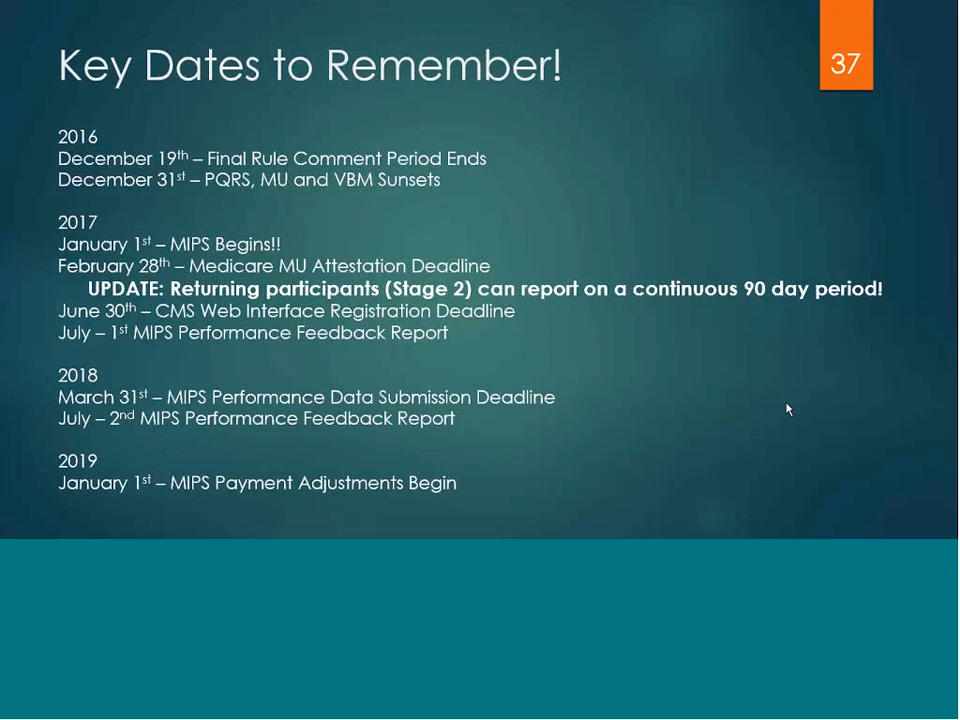 Key Dates to Remember!
37
2016
December 19th – Final Rule Comment Period Ends
December 31st – PQRS, MU and VBM Sunsets
2017
January 1st – MIPS Begins!!
February 28th – Medicare MU Attestation Deadline
UPDATE: Returning participants (Stage 2) can report on a continuous 90 day period!
June 30th – CMS Web Interface Registration Deadline
July – 1st MIPS Performance Feedback Report
2018
March 31st – MIPS Performance Data Submission Deadline
July – 2nd MIPS Performance Feedback Report
2019
January 1st – MIPS Payment Adjustments Begin